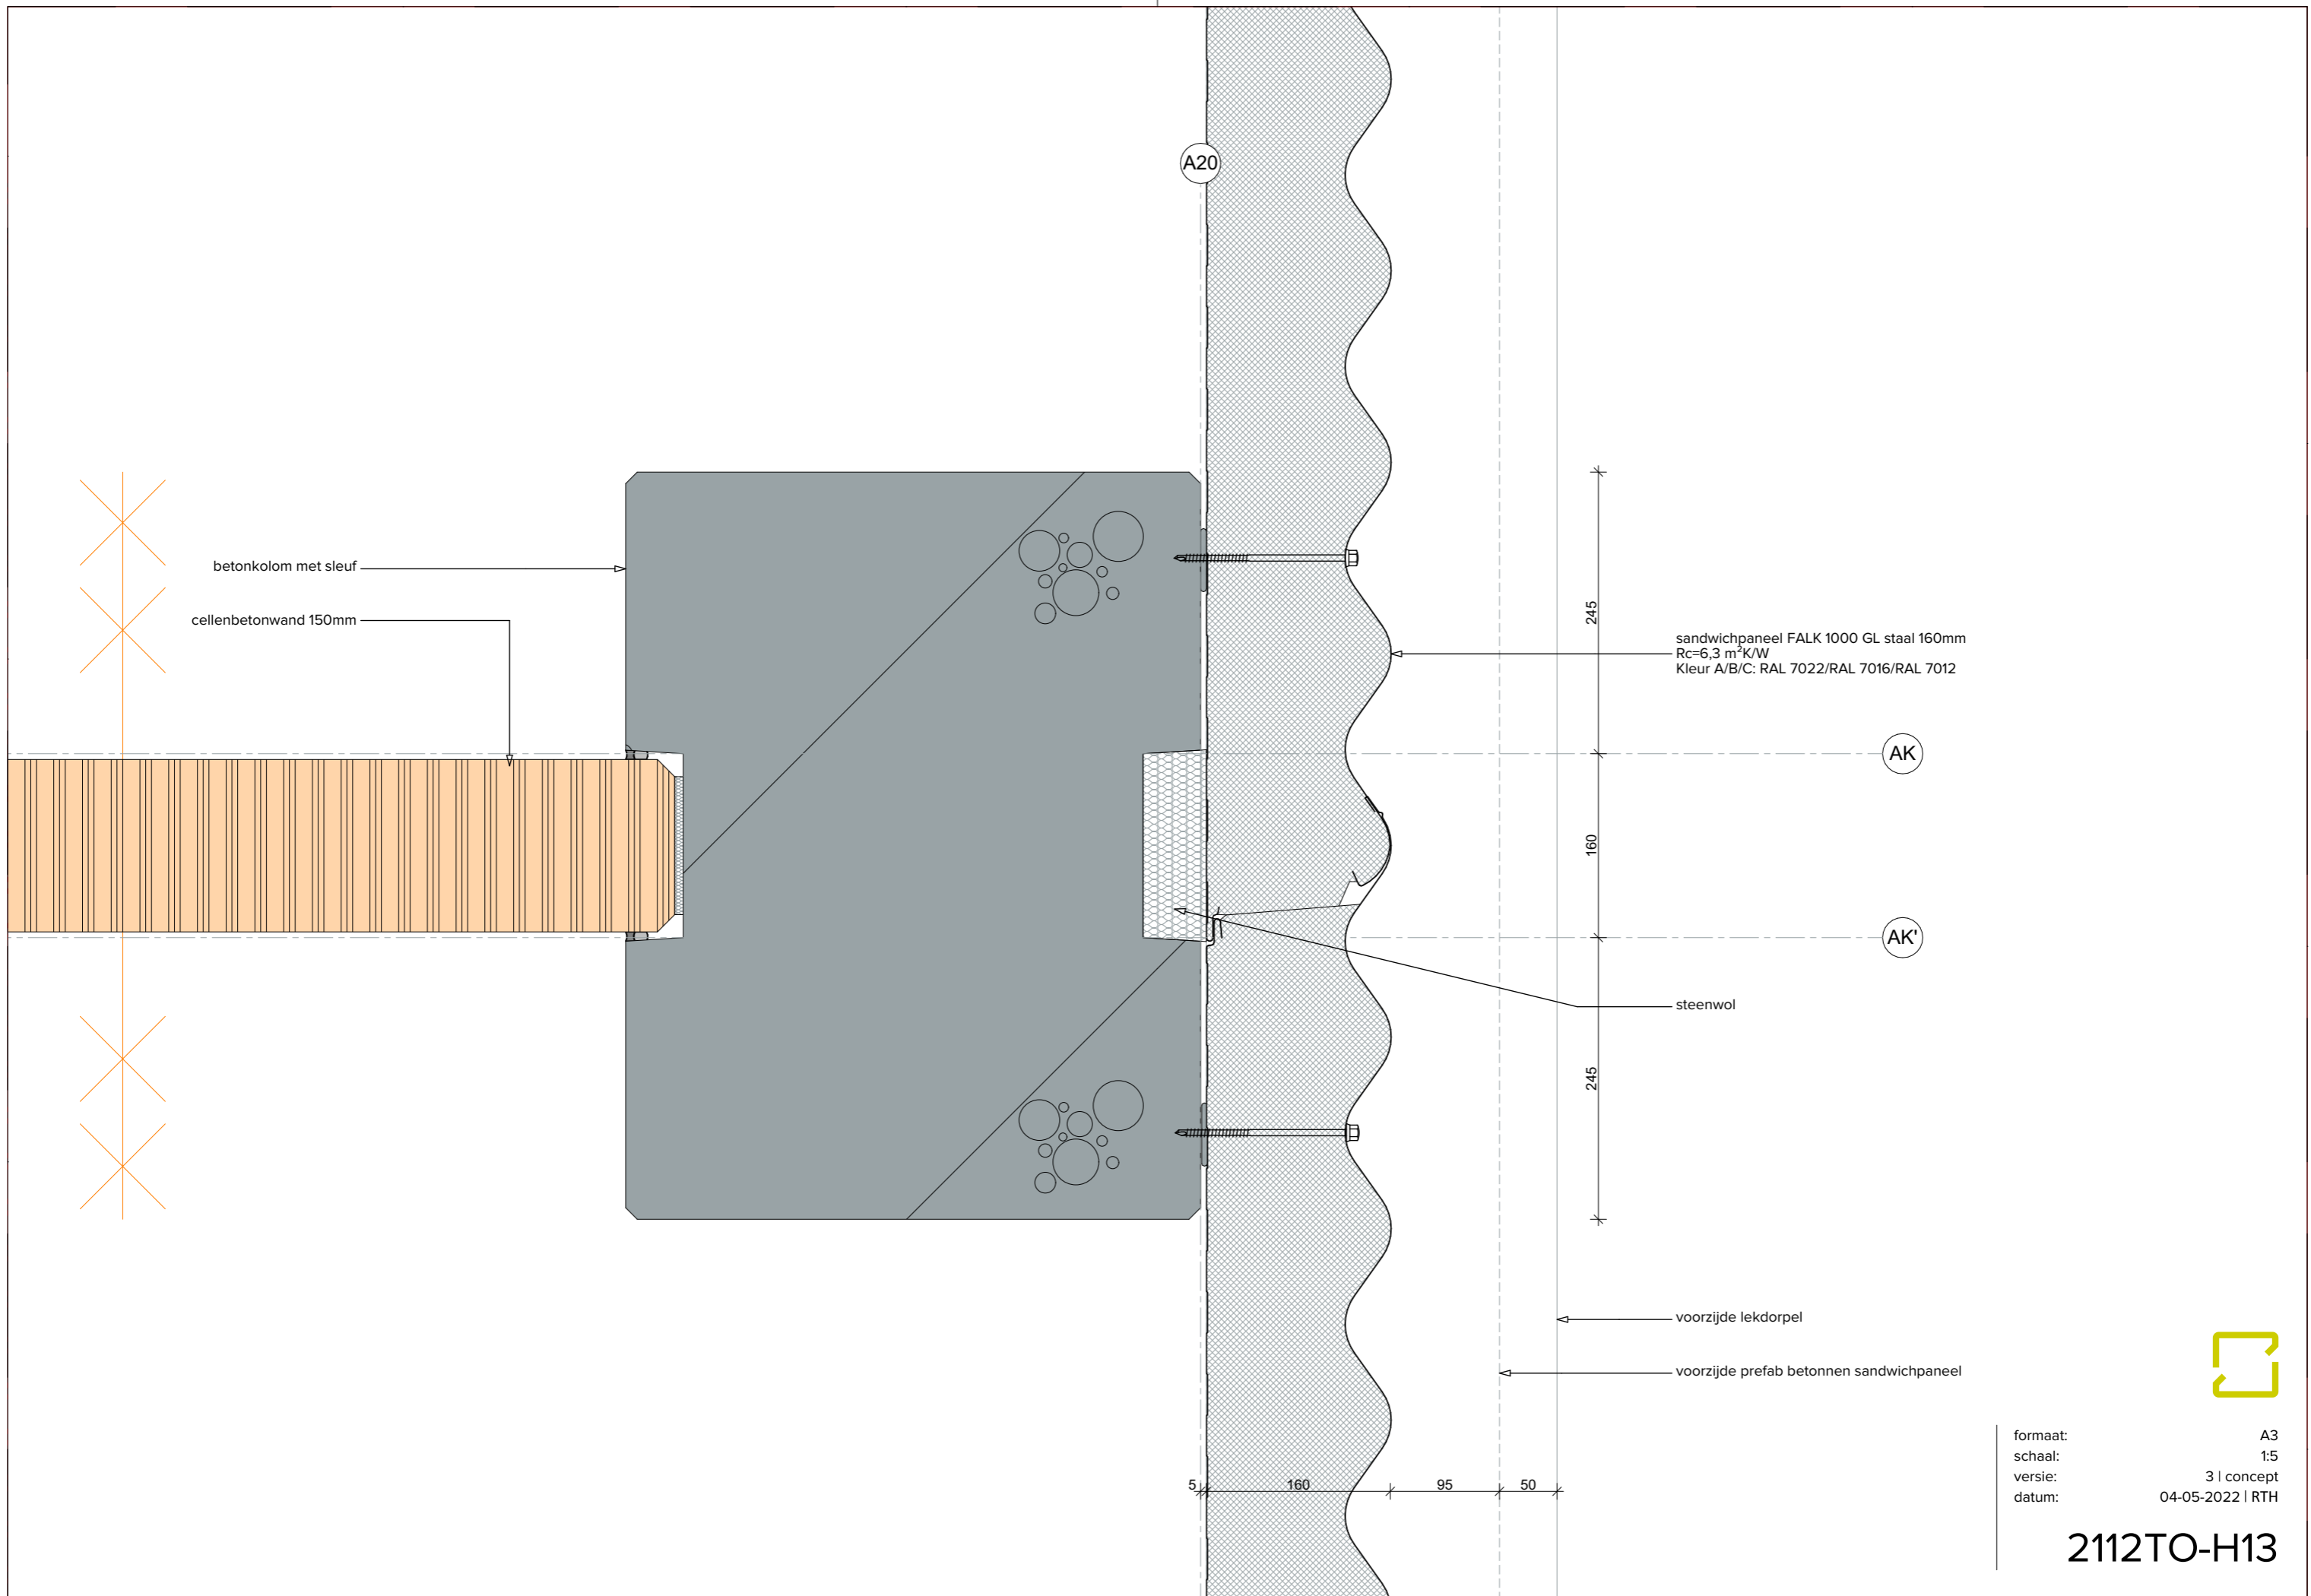 A20
betonkolom met sleuf
cellenbetonwand 150mm
245
sandwichpaneel FALK 1000 GL staal 160mm
Rc=6,3 m²K/W
Kleur A/B/C: RAL 7022/RAL 7016/RAL 7012
AK
160
AK'
steenwol
245
voorzijde lekdorpel
voorzijde prefab betonnen sandwichpaneel
5 160 95 50
formaat: A3
schaal: 1:5
versie: 3 | concept
datum: 04-05-2022 | RTH
2112TO-H13